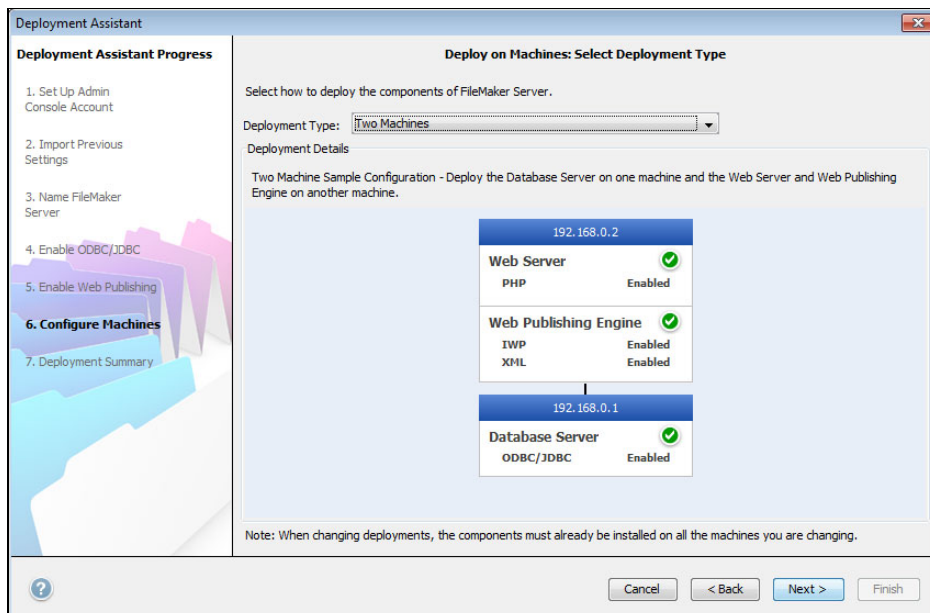 Deployment Assistant
Deployment Assistant Progress
1. Set Up Admin
Console Account
2. Import Previous
Settings
3. Name FileMaker
Server
4. Enable ODBC/JDBC
5. Enable Web Publishing
6. Configure Machines
7. Deployment Summary
Deploy on Machines: Select Deployment Type
Select how to deploy the components of FileMaker Server.
Deployment Type: Two Machines
Deployment Details
Two Machine Sample Configuration - Deploy the Database Server on one machine and the Web Server and Web Publishing
Engine on another machine.
192.168.0.2
Web Server
PHP Enabled
Web Publishing Engine
IWP Enabled
XML Enabled
192.168.0.1
Database Server
ODBC/JDBC Enabled
Note: When changing deployments, the components must already be installed on all the machines you are changing.
? Cancel < Back Next > Finish